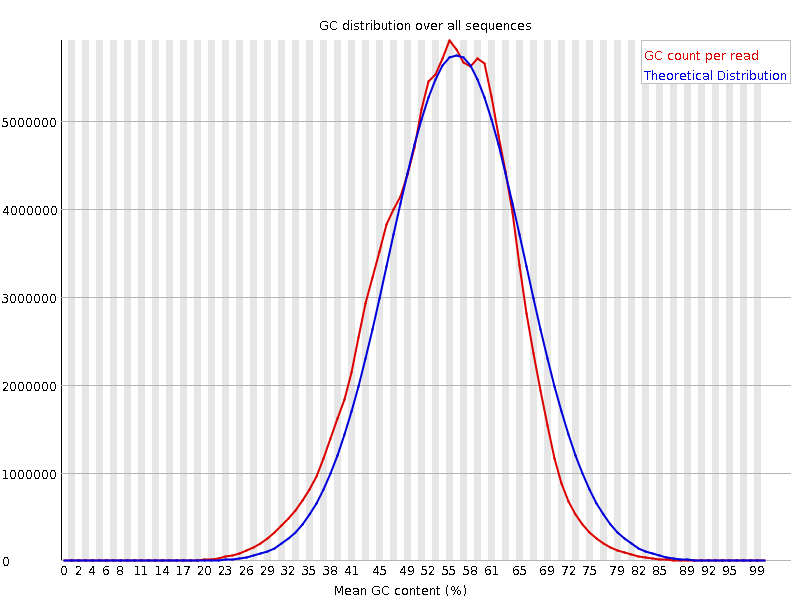 GC distribution over all sequences
GC count per read
Theoretical Distribution
5000000
4000000
3000000
2000000
1000000
0
0 2 4 6 8 11 14 17 20 23 26 29 32 35 38 41 45 49 52 55 58 61 65 69 72 75 79 82 85 89 92 95 99
Mean GC content (%)